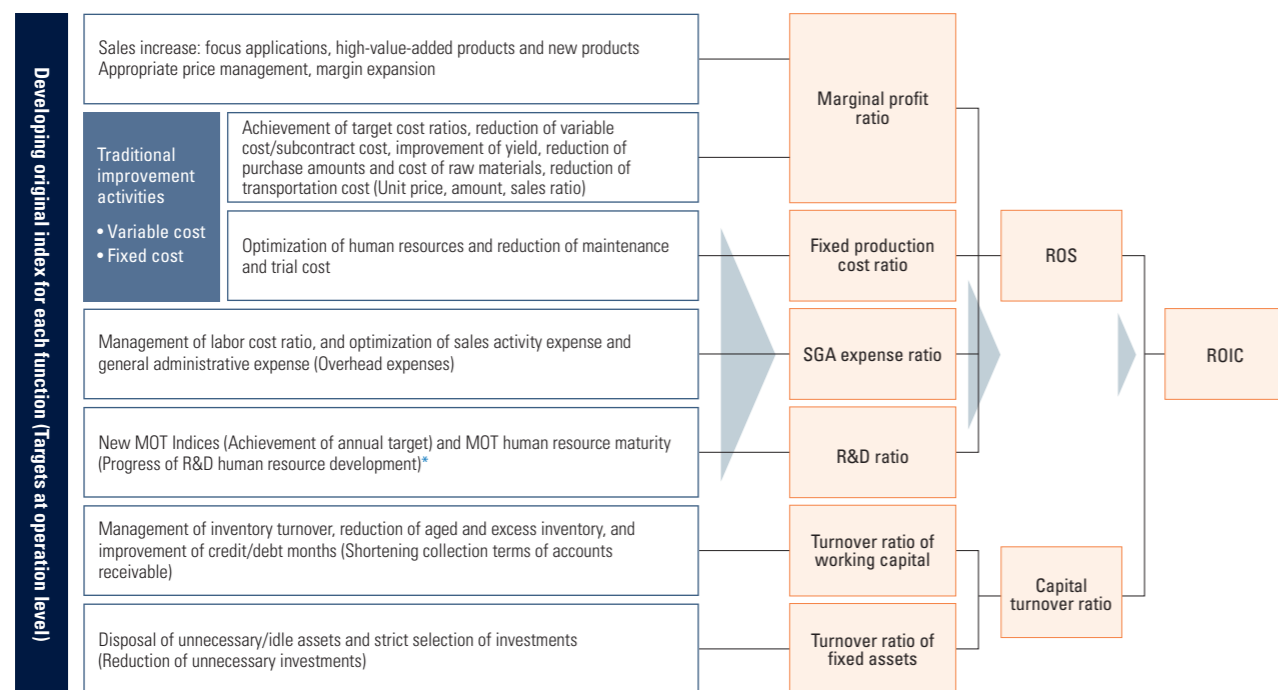 Developing original index for each function (Targets at operation level)
Sales increase: focus applications, high-value-added products and new products
Appropriate price management, margin expansion
Traditional
improvement
activities
• Variable cost
• Fixed cost
Achievement of target cost ratios, reduction of variable
cost/subcontract cost, improvement of yield, reduction of
purchase amounts and cost of raw materials, reduction of
transportation cost (Unit price, amount, sales ratio)
Optimization of human resources and reduction of maintenance
and trial cost
Management of labor cost ratio, and optimization of sales activity expense and
general administrative expense (Overhead expenses)
New MOT Indices (Achievement of annual target) and MOT human resource maturity
(Progress of R&D human resource development)*
Management of inventory turnover, reduction of aged and excess inventory, and
improvement of credit/debt months (Shortening collection terms of accounts
receivable)
Disposal of unnecessary/idle assets and strict selection of investments
(Reduction of unnecessary investments)
Marginal profit
ratio
Fixed production
cost ratio
SGA expense ratio
R&D ratio
Turnover ratio of
working capital
Turnover ratio of
fixed assets
ROS
Capital
turnover ratio
ROIC